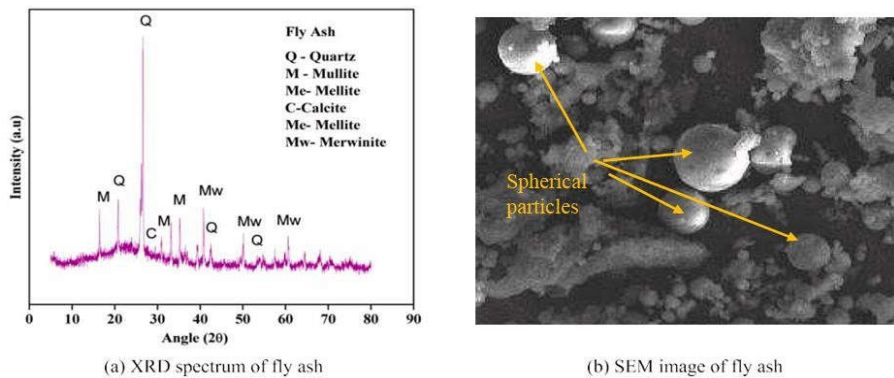 Q
Fly Ash
Q - Quartz
M - Mullite
Me- Mellite
C-Calcite
Me- Mellite
Mw- Merwinite
Intensity (a.u)
M
Q
C
M
M
Mw
Q
Mw
Q
Mw
0 10 20 30 40 50 60 70 80 90
Angle (2θ)
(a) XRD spectrum of fly ash
Spherical
particles
(b) SEM image of fly ash